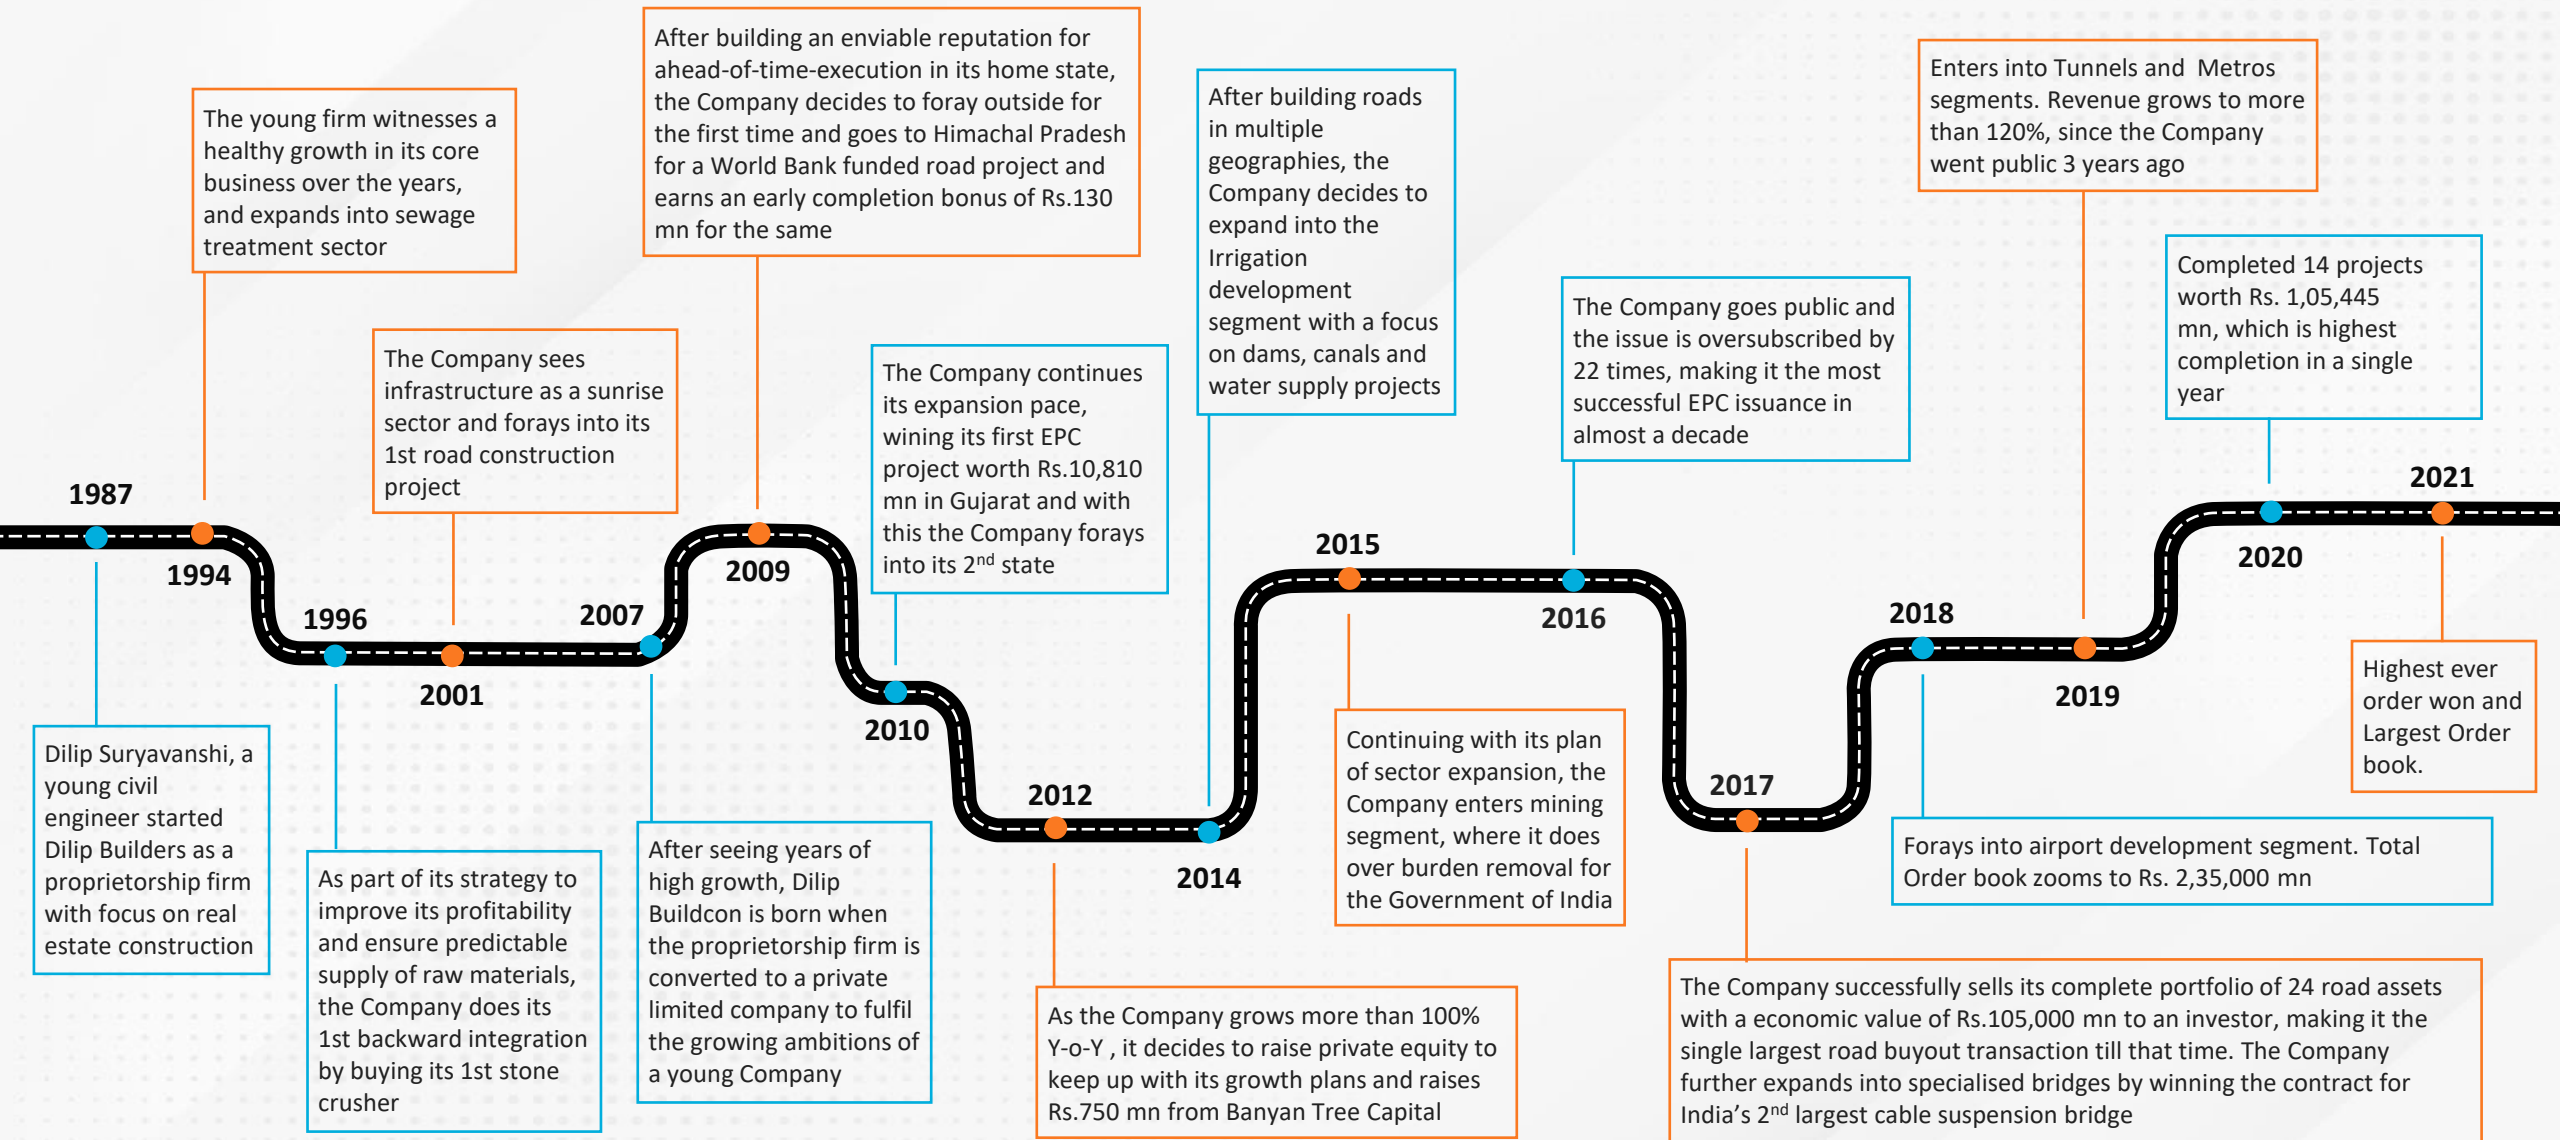 1987
Dilip Suryavanshi, a
young civil
engineer started
Dilip Builders as a
proprietorship firm
with focus on real
estate construction
The young firm witnesses a
healthy growth in its core
business over the years,
and expands into sewage
treatment sector
1994
1996
As part of its strategy to
improve its profitability
and ensure predictable
supply of raw materials,
the Company does its
1st backward integration
by buying its 1st stone
crusher
The Company sees
infrastructure as a sunrise
sector and forays into its
1st road construction
project
2001
2007
After seeing years of
high growth, Dilip
Buildcon is born when
the proprietorship firm is
converted to a private
limited company to fulfil
the growing ambitions of
a young Company
After building an enviable reputation for
ahead-of-time-execution in its home state,
the Company decides to foray outside for
the first time and goes to Himachal Pradesh
for a World Bank funded road project and
earns an early completion bonus of Rs.130
mn for the same
2009
The Company continues
its expansion pace,
wining its first EPC
project worth Rs.10,810
mn in Gujarat and with
this the Company forays
into its 2nd state
2010
2012
As the Company grows more than 100%
Y-o-Y , it decides to raise private equity to
keep up with its growth plans and raises
Rs.750 mn from Banyan Tree Capital
After building roads
in multiple
geographies, the
Company decides to
expand into the
Irrigation
development
segment with a focus
on dams, canals and
water supply projects
2014
2015
Continuing with its plan
of sector expansion, the
Company enters mining
segment, where it does
over burden removal for
the Government of India
The Company goes public and
the issue is oversubscribed by
22 times, making it the most
successful EPC issuance in
almost a decade
2016
2017
The Company successfully sells its complete portfolio of 24 road assets
with a economic value of Rs.105,000 mn to an investor, making it the
single largest road buyout transaction till that time. The Company
further expands into specialised bridges by winning the contract for
India’s 2nd largest cable suspension bridge
2018
Forays into airport development segment. Total
Order book zooms to Rs. 2,35,000 mn
Enters into Tunnels and Metros
segments. Revenue grows to more
than 120%, since the Company
went public 3 years ago
2019
Completed 14 projects
worth Rs. 1,05,445
mn, which is highest
completion in a single
year
2020
2021
Highest ever
order won and
Largest Order
book.